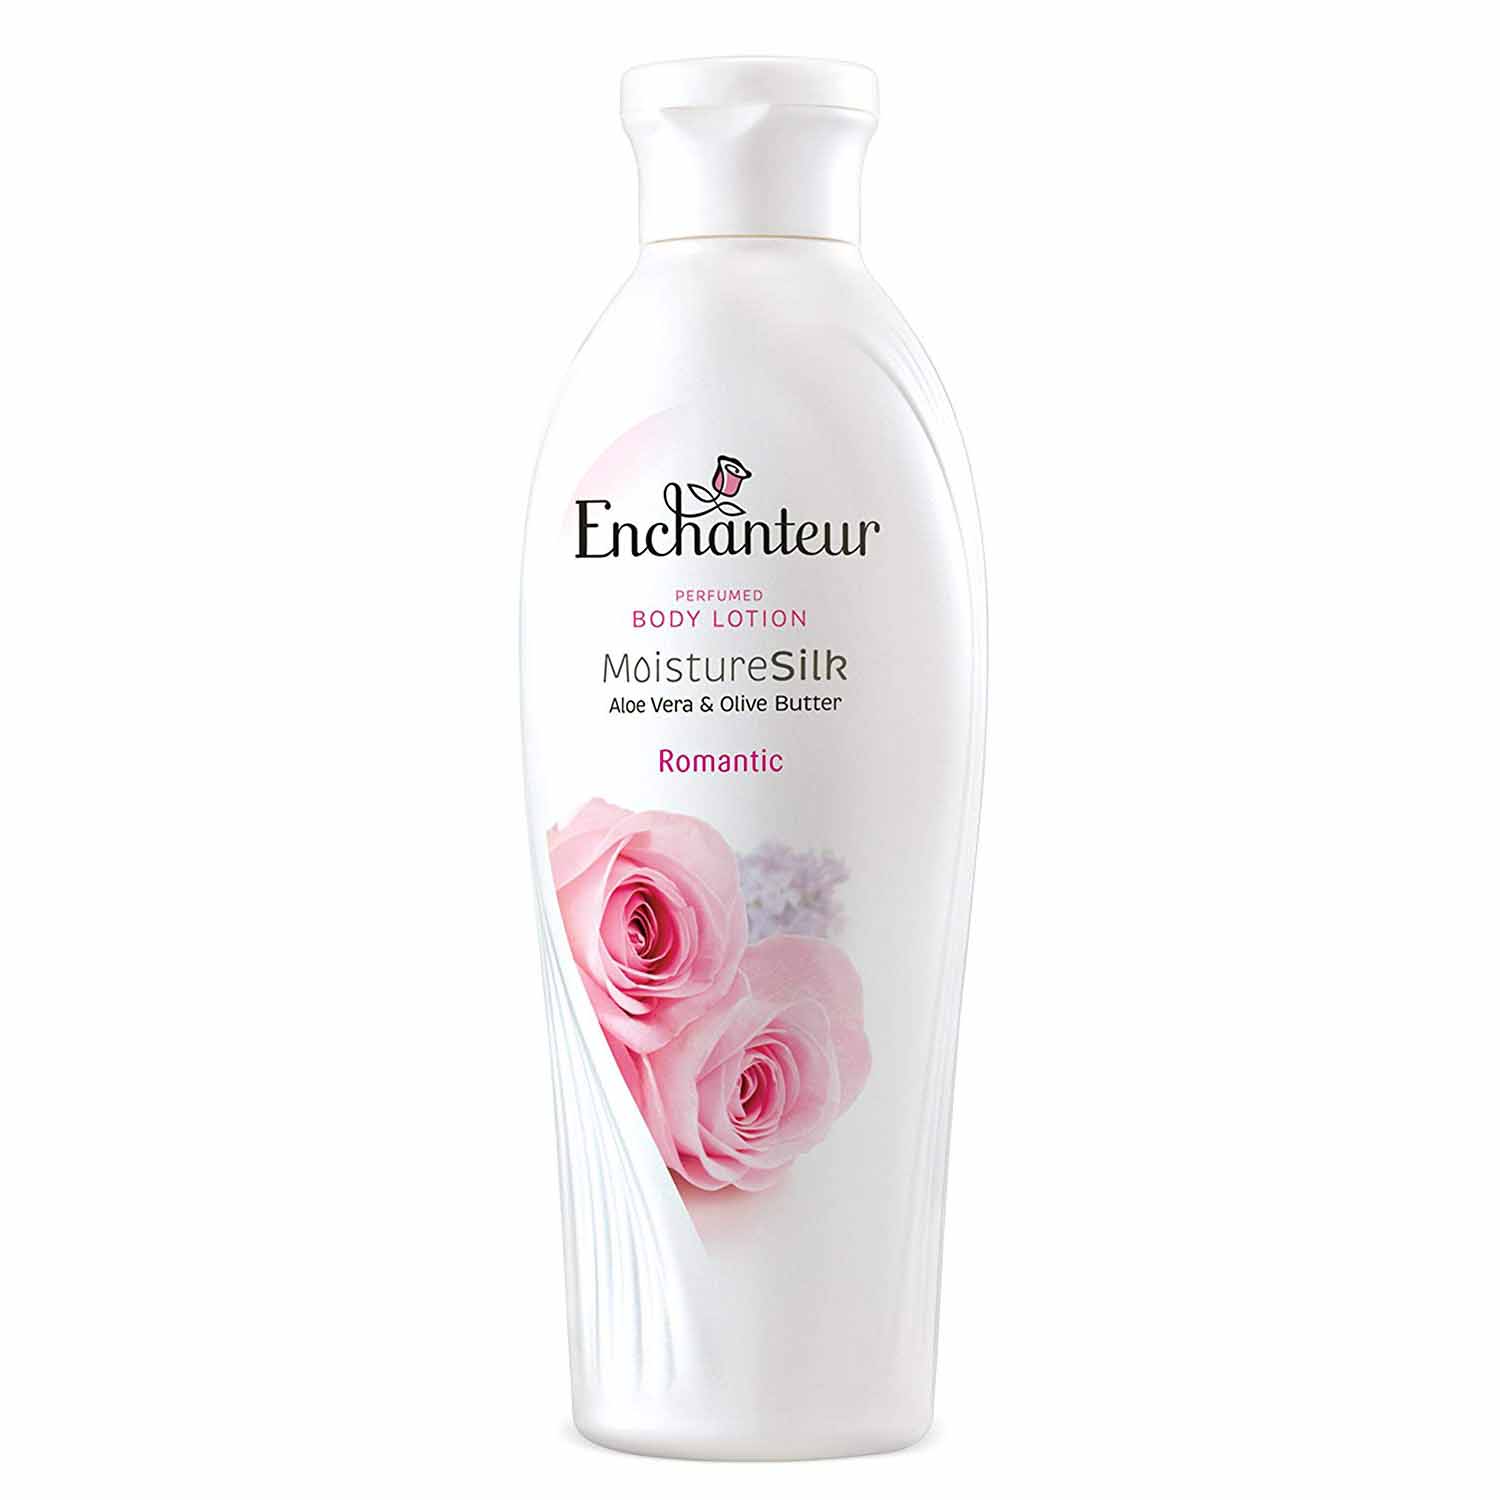 Enchanteur
PERFUMED
BODY LOTION
MoistureSilk
Aloe Vera & Olive Butter
Romantic